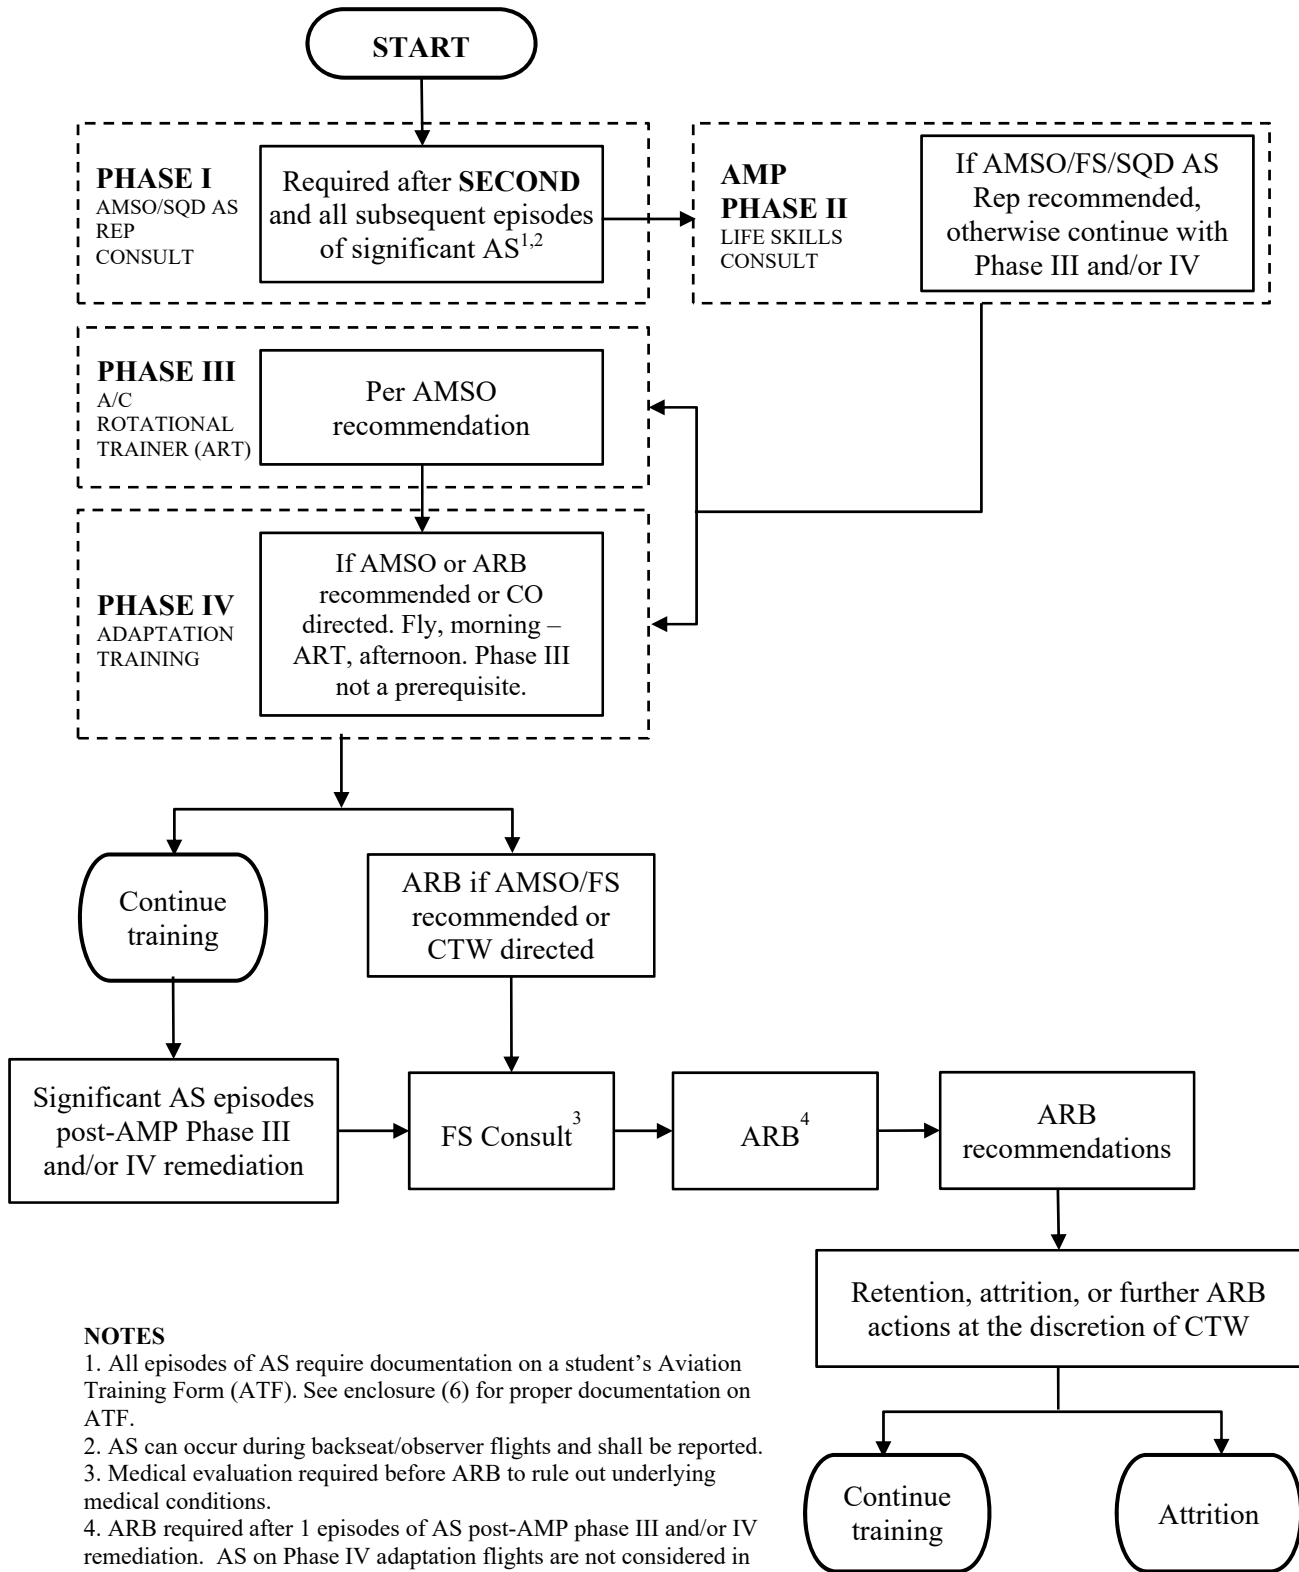 START
PHASE I
AMSO/SQD AS
REP
CONSULT
Required after SECOND
and all subsequent episodes
of significant AS1,2
AMP
PHASE II
LIFE SKILLS
CONSULT
If AMSO/FS/SQD AS
Rep recommended,
otherwise continue with
Phase III and/or IV
PHASE III
A/C
ROTATIONAL
TRAINER (ART)
Per AMSO
recommendation
PHASE IV
ADAPTATION
TRAINING
If AMSO or ARB
recommended or CO
directed. Fly, morning –
ART, afternoon. Phase III
not a prerequisite.
Continue
training
ARB if AMSO/FS
recommended or
CTW directed
Significant AS episodes
post-AMP Phase III
and/or IV remediation
FS Consult3
ARB4
ARB
recommendations
Retention, attrition, or further ARB
actions at the discretion of CTW
Continue
training
Attrition
NOTES
1. All episodes of AS require documentation on a student’s Aviation
Training Form (ATF). See enclosure (6) for proper documentation on
ATF.
2. AS can occur during backseat/observer flights and shall be reported.
3. Medical evaluation required before ARB to rule out underlying
medical conditions.
4. ARB required after 1 episodes of AS post-AMP phase III and/or IV
remediation.  AS on Phase IV adaptation flights are not considered in